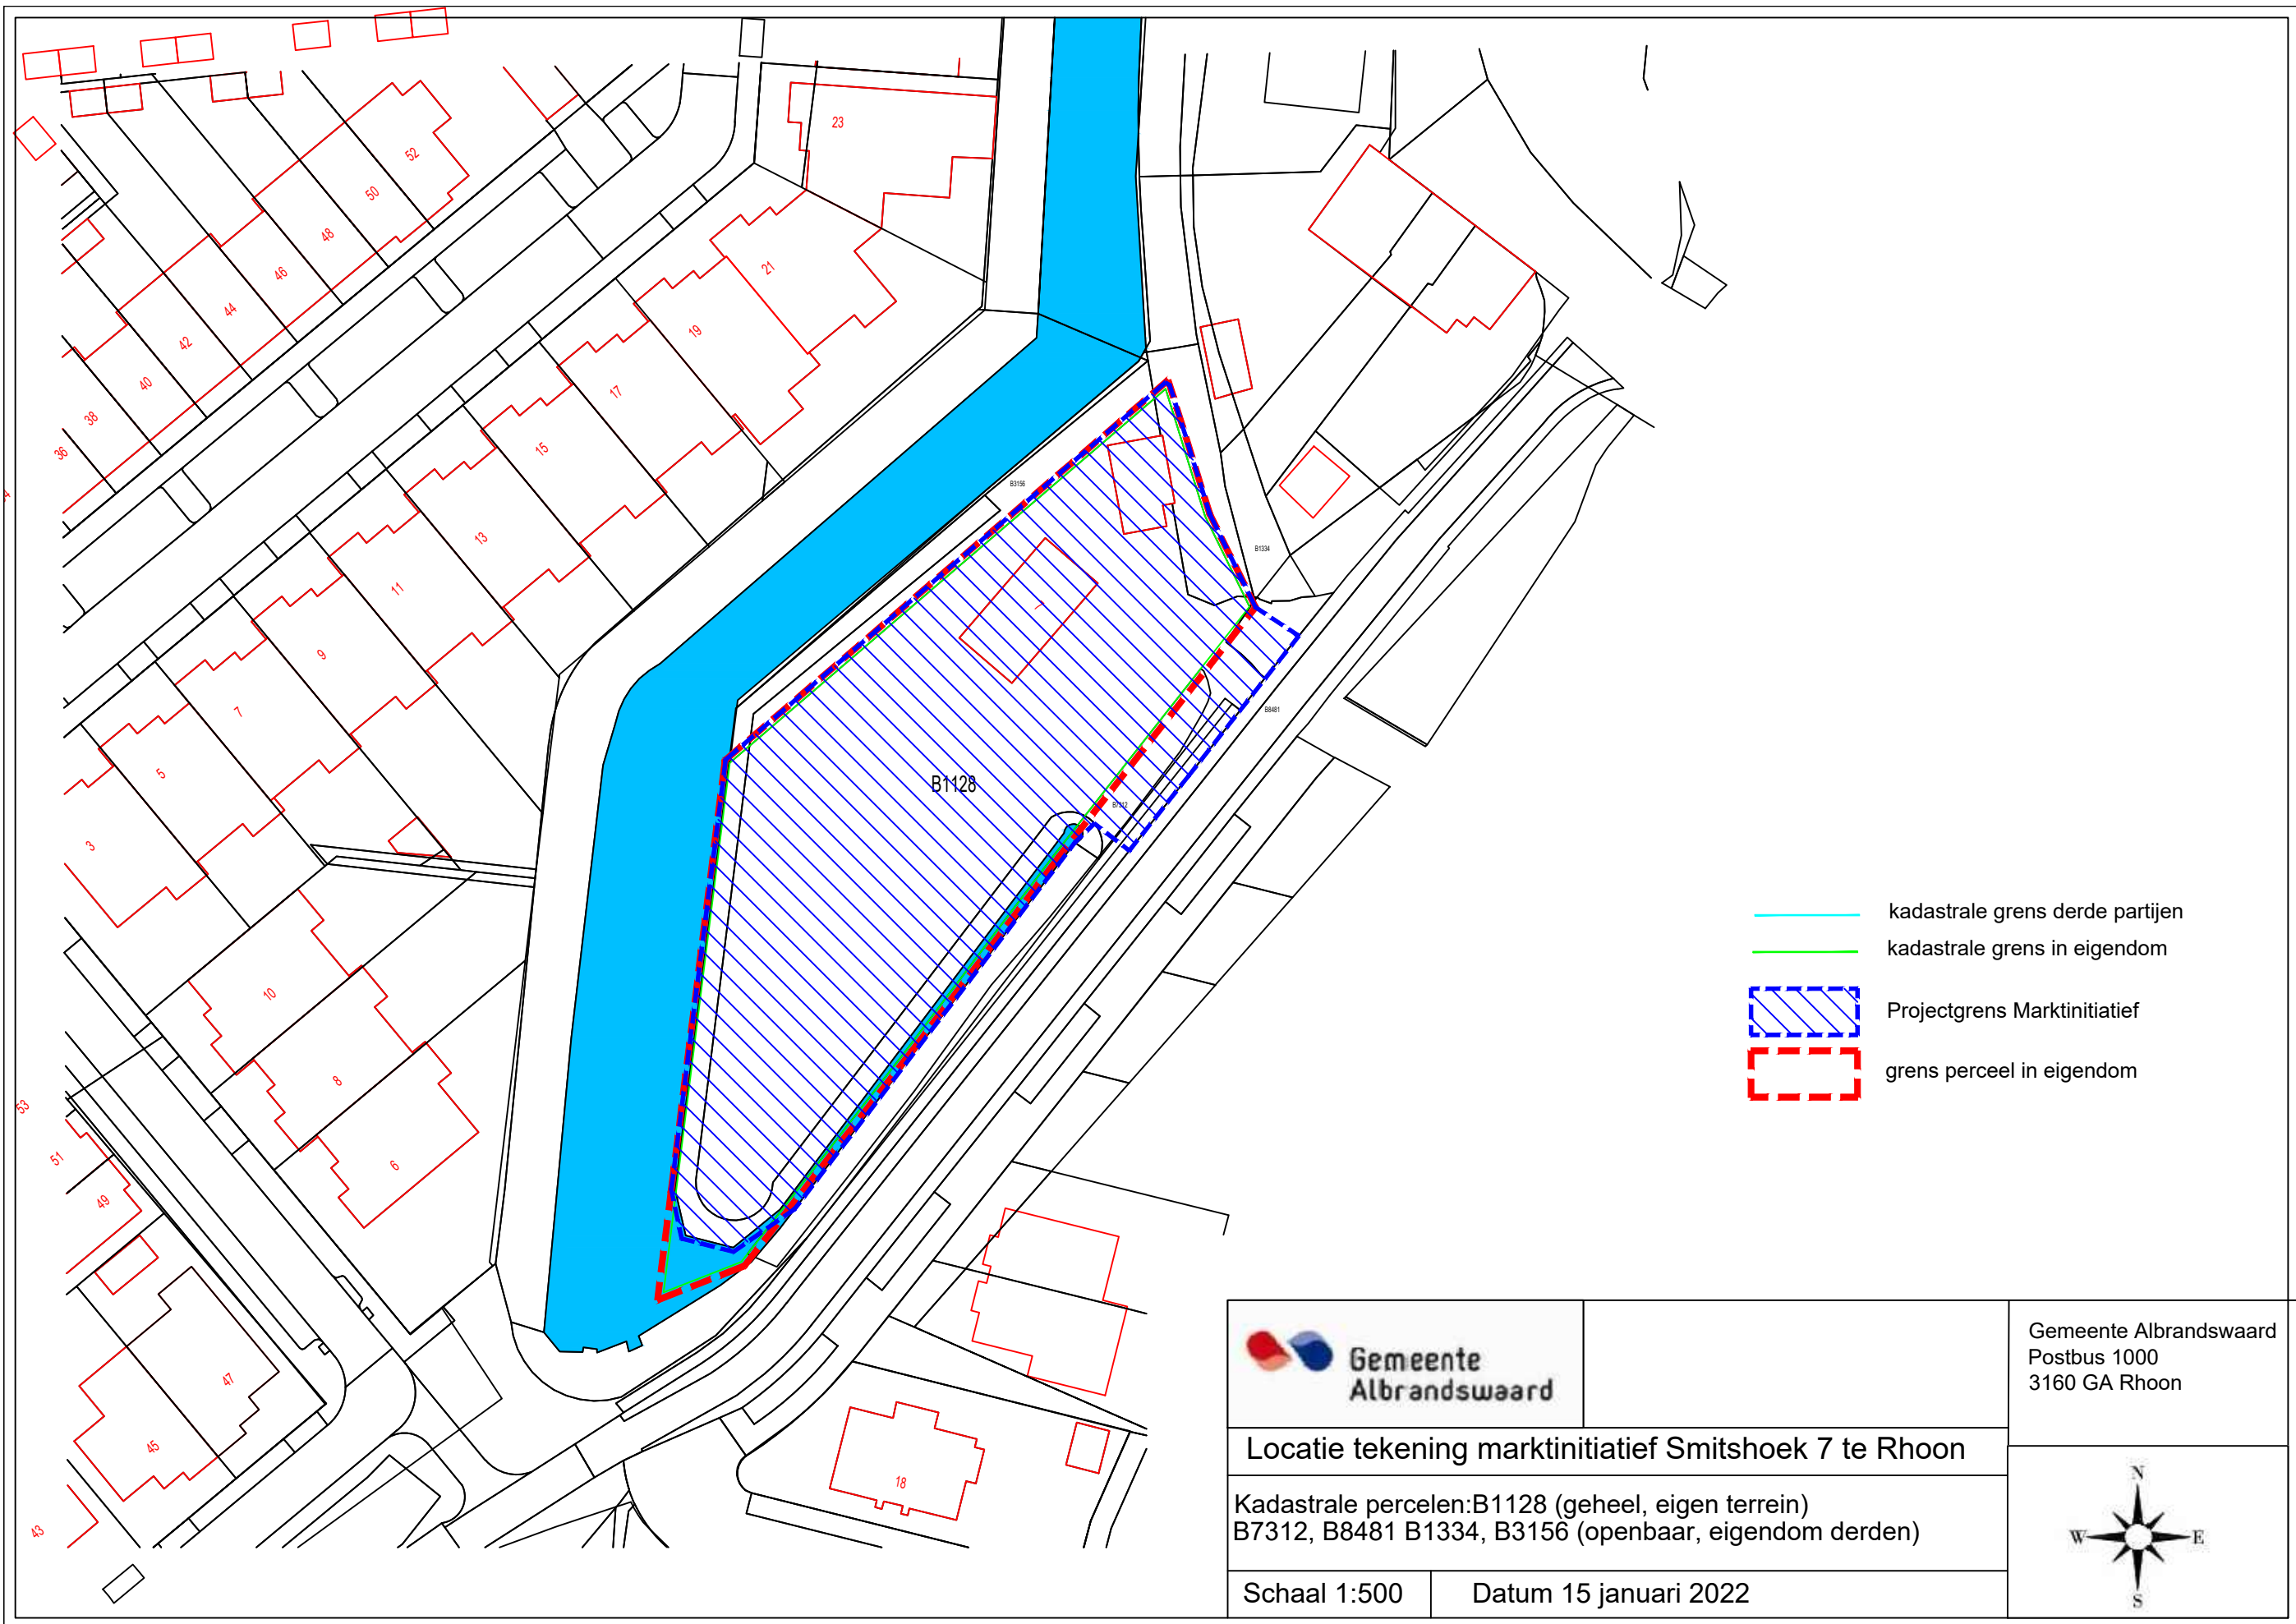 23
52
50
48
46
44
42
40
38
36
21
19
17
15
13
11
9
7
5
3
B3156
B1334
B8481
B7312
B1128
10
8
6
53
51
49
47
45
43
18
kadastrale grens derde partijen
kadastrale grens in eigendom
Projectgrens Marktinitiatief
grens perceel in eigendom
Gemeente
Albrandswaard
Gemeente Albrandswaard
Postbus 1000
3160 GA Rhoon
Locatie tekening marktinitiatief Smitshoek 7 te Rhoon
Kadastrale percelen:B1128 (geheel, eigen terrein)
B7312, B8481 B1334, B3156 (openbaar, eigendom derden)
Schaal 1:500
Datum 15 januari 2022
N
W
E
S